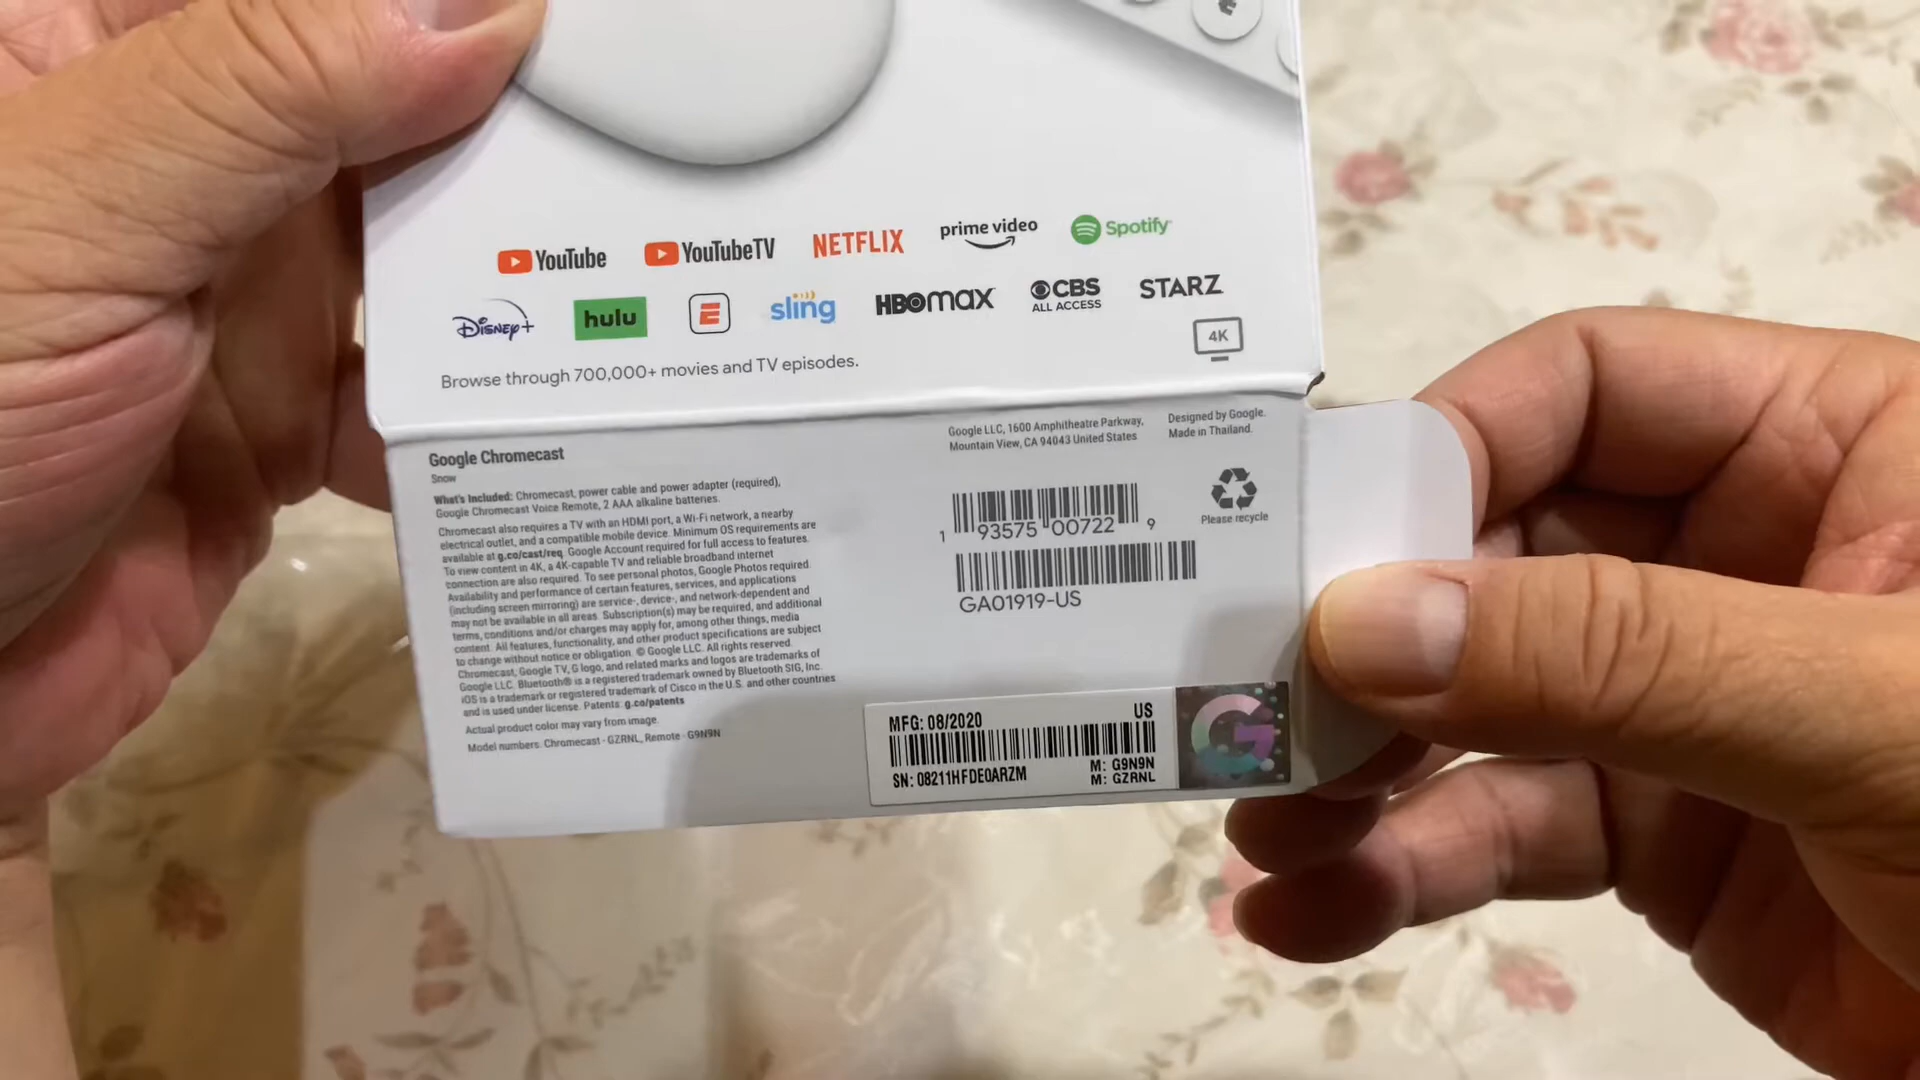 YouTube YouTubeTV NETFLIX prime video Spotify
Disney+ hulu E sling HBOMAX CBS ALL ACCESS STARZ
4K
Browse through 700,000+ movies and TV episodes.
Google LLC, 1600 Amphitheatre Parkway,
Mountain View, CA 94043 United States
Designed by Google.
Made in Thailand.
Google Chromecast
Snow
What's Included: Chromecast, power cable and power adapter (required),
Google Chromecast Voice Remote, 2 AAA alkaline batteries.
Chromecast also requires a TV with an HDMI port, a Wi-Fi network, a nearby
electrical outlet, and a compatible mobile device. Minimum OS requirements are
available at g.co/cast/req. Google Account required for full access to features.
To view content in 4K, a 4K-capable TV and reliable broadband internet
connection are also required. To see personal photos, Google Photos required.
Availability and performance of certain features, services, and applications
(including screen mirroring) are service-, device-, and network-dependent and
may not be available in all areas. Subscription(s) may be required, and additional
terms, conditions and/or charges may apply for, among other things, media
content. All features, functionality, and other product specifications are subject
to change without notice or obligation. © Google LLC. All rights reserved.
Chromecast, Google TV, G logo, and related marks and logos are trademarks of
Google LLC. Bluetooth® is a registered trademark owned by Bluetooth SIG, Inc.
iOS is a trademark or registered trademark of Cisco in the U.S. and other countries
and is used under license. Patents: g.co/patents
Actual product color may vary from image.
Model numbers: Chromecast - GZRNL, Remote - G9N9N
1 93575 00722 9
Please recycle
GA01919-US
MFG: 08/2020 US
SN: 08211HFDE0ARZM
M: G9N9N
M: GZRNL
G